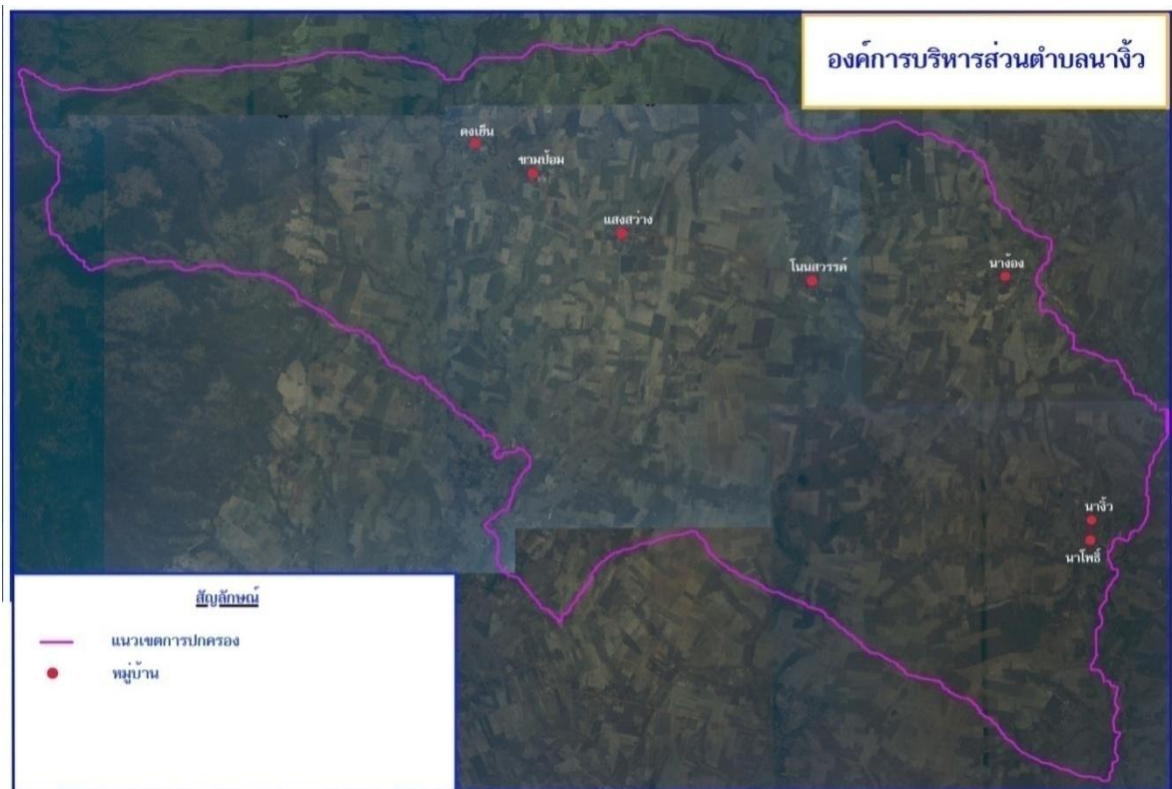 องค์การบริหารส่วนตำบลนางิ้ว
ดงเย็น
ขามป้อม
แสงสว่าง
โนนสวรรค์
นาง้อง
นางิ้ว
นาโพธิ์
สัญลักษณ์
แนวเขตการปกครอง
หมู่บ้าน